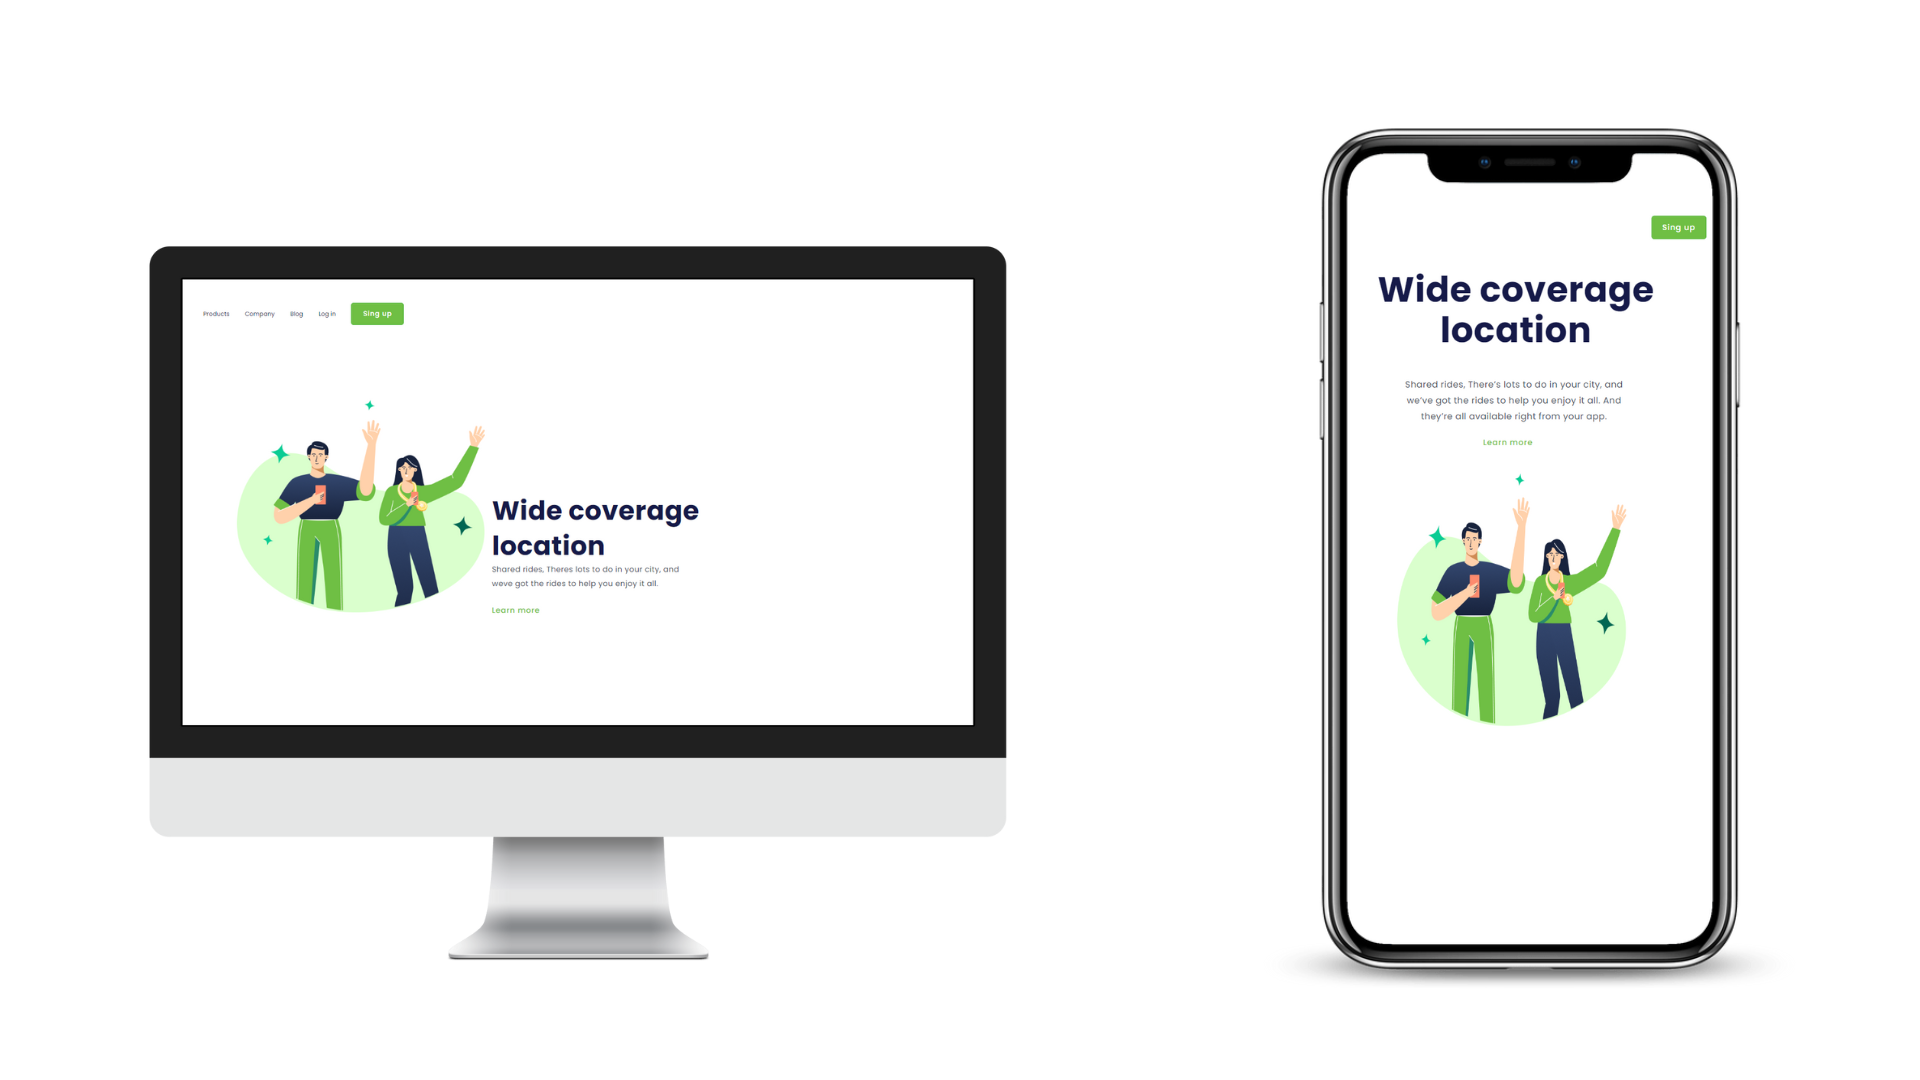 Products Company Blog Log in Sing up
Wide coverage
location
Shared rides, Theres lots to do in your city, and
weve got the rides to help you enjoy it all.
Learn more
Sing up
Wide coverage
location
Shared rides, There's lots to do in your city, and
we've got the rides to help you enjoy it all. And
they're all available right from your app.
Learn more